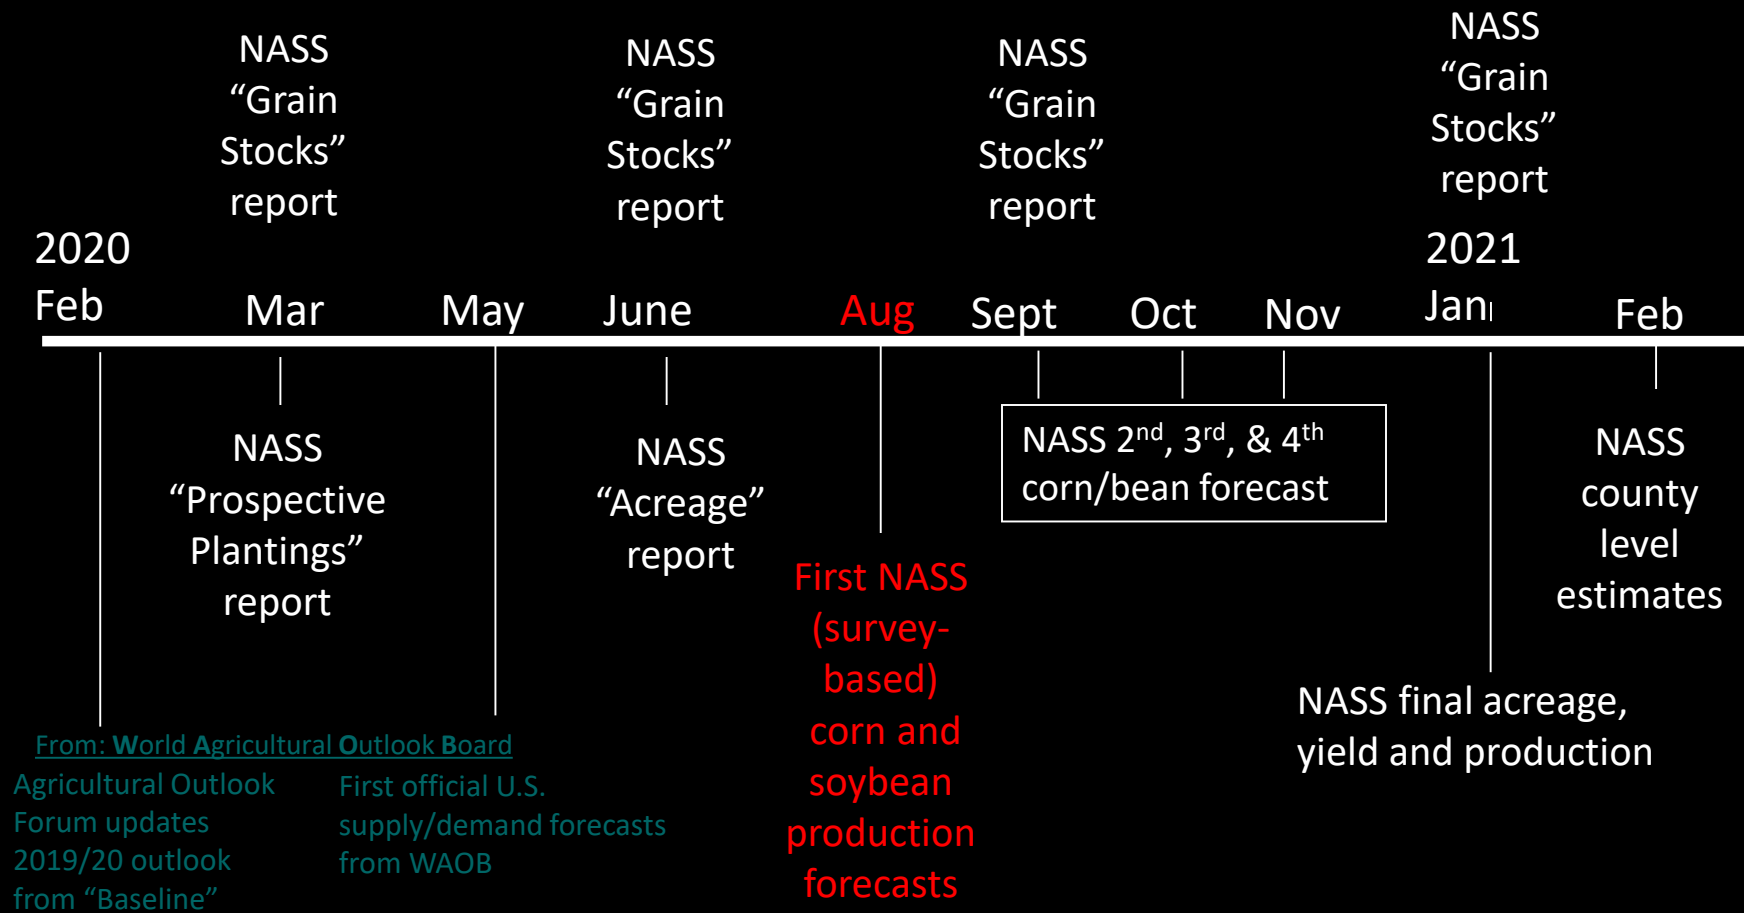 NASS
“Grain
Stocks”
report
NASS
“Grain
Stocks”
report
NASS
“Grain
Stocks”
report
NASS
“Grain
Stocks”
report
2020
Feb
Mar
May
June
Aug
Sept
Oct
Nov
2021
Jan
Feb
NASS
“Prospective
Plantings”
report
NASS
“Acreage”
report
NASS 2nd, 3rd, & 4th
corn/bean forecast
NASS
county
level
estimates
First NASS
(survey-
based)
corn and
soybean
production
forecasts
NASS final acreage,
yield and production
From: World Agricultural Outlook Board
Agricultural Outlook
Forum updates
2019/20 outlook
from “Baseline”
First official U.S.
supply/demand forecasts
from WAOB